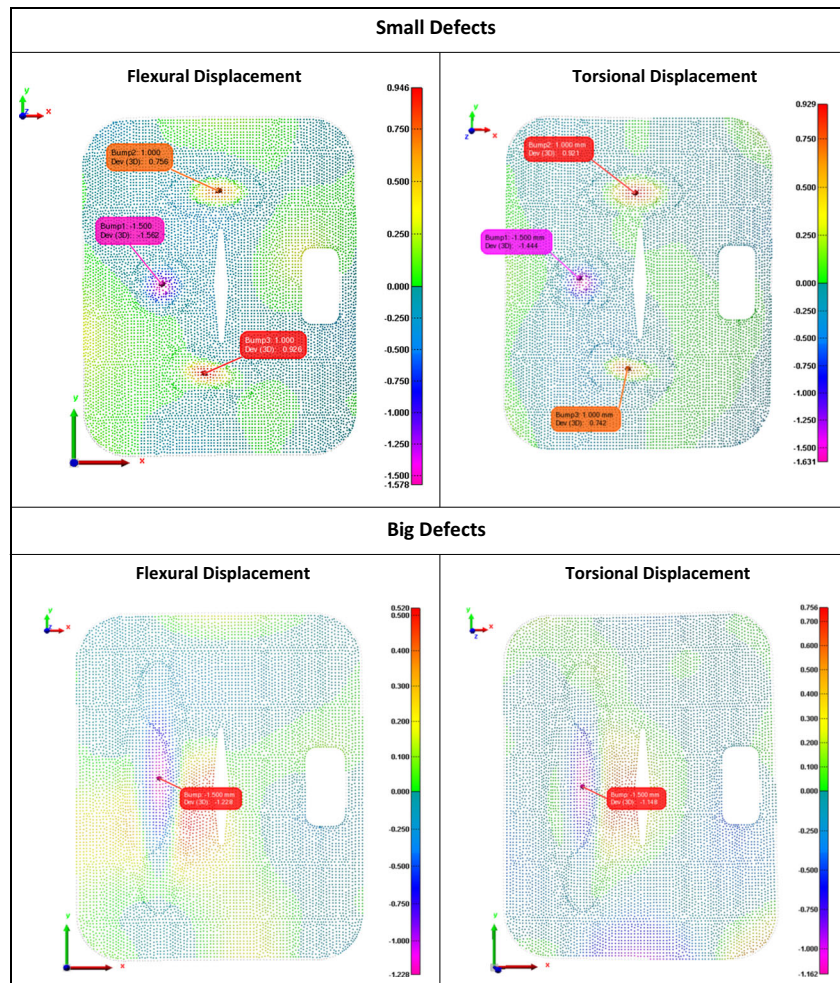 Small Defects
Flexural Displacement
y
z
x
Bump2: 1.000
Dev (3D): 0.756
Bump1: -1.500
Dev (3D): -1.562
Bump3: 1.000
Dev (3D): 0.926
y
x
0.946
0.750
0.500
0.250
0.000
-0.250
-0.500
-0.750
-1.000
-1.250
-1.500
-1.578
Torsional Displacement
y
z
x
Bump2: 1.000 mm
Dev (3D): 0.821
Bump1: -1.500 mm
Dev (3D): -1.444
Bump3: 1.000 mm
Dev (3D): 0.742
0.929
0.750
0.500
0.250
0.000
-0.250
-0.500
-0.750
-1.000
-1.250
-1.500
-1.631
Big Defects
Flexural Displacement
y
x
Bump: -1.500 mm
Dev (3D): -1.228
y
x
0.520
0.500
0.400
0.300
0.200
0.100
0.000
-0.250
-0.500
-0.750
-1.000
-1.228
Torsional Displacement
y
z
x
Bump: -1.500 mm
Dev (3D): -1.148
y
x
0.756
0.600
0.500
0.400
0.300
0.200
0.100
0.000
-0.250
-0.500
-0.750
-1.000
-1.162